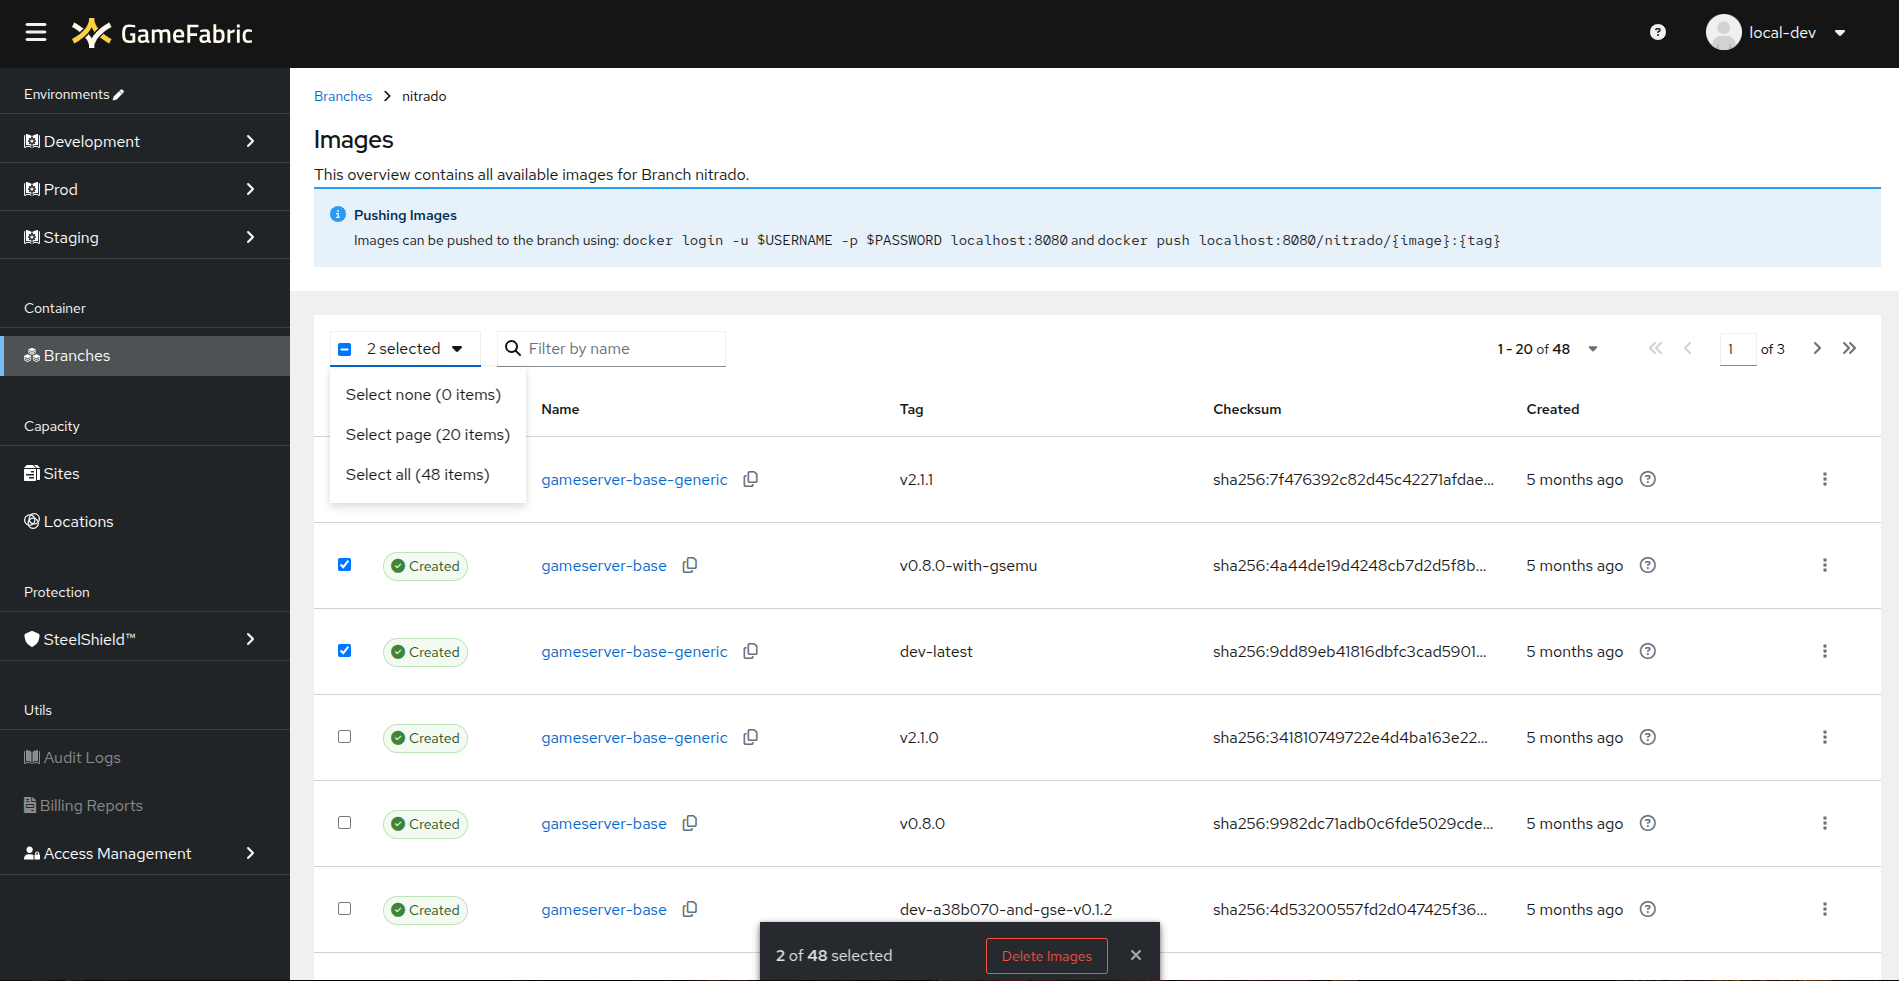 GameFabric
local-dev
Environments
Development
Prod
Staging
Container
Branches
Capacity
Sites
Locations
Protection
SteelShield™
Utils
Audit Logs
Billing Reports
Access Management
Branches nitrado
Images
This overview contains all available images for Branch nitrado.
Pushing Images
Images can be pushed to the branch using: docker login -u $USERNAME -p $PASSWORD localhost:8080 and docker push localhost:8080/nitrado/{image}:{tag}
2 selected Filter by name 1 - 20 of 48 1 of 3
Select none (0 items)
Select page (20 items)
Select all (48 items)
Name Tag Checksum Created
gameserver-base-generic v2.1.1 sha256:7f476392c82d45c42271afdae... 5 months ago
Created gameserver-base v0.8.0-with-gsemu sha256:4a44de19d4248cb7d2d5f8b... 5 months ago
Created gameserver-base-generic dev-latest sha256:9dd89eb41816dbfc3cad5901... 5 months ago
Created gameserver-base-generic v2.1.0 sha256:341810749722e4d4ba163e22... 5 months ago
Created gameserver-base v0.8.0 sha256:9982dc71adb0c6fde5029cde... 5 months ago
Created gameserver-base dev-a38b070-and-gse-v0.1.2 sha256:4d53200557fd2d047425f36... 5 months ago
2 of 48 selected Delete Images